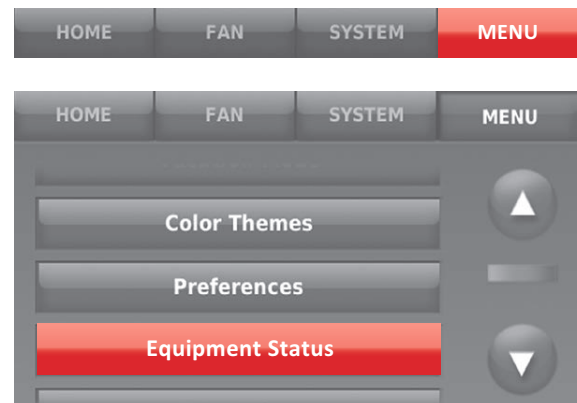 HOME FAN SYSTEM MENU
HOME FAN SYSTEM MENU
Color Themes
Preferences
Equipment Status